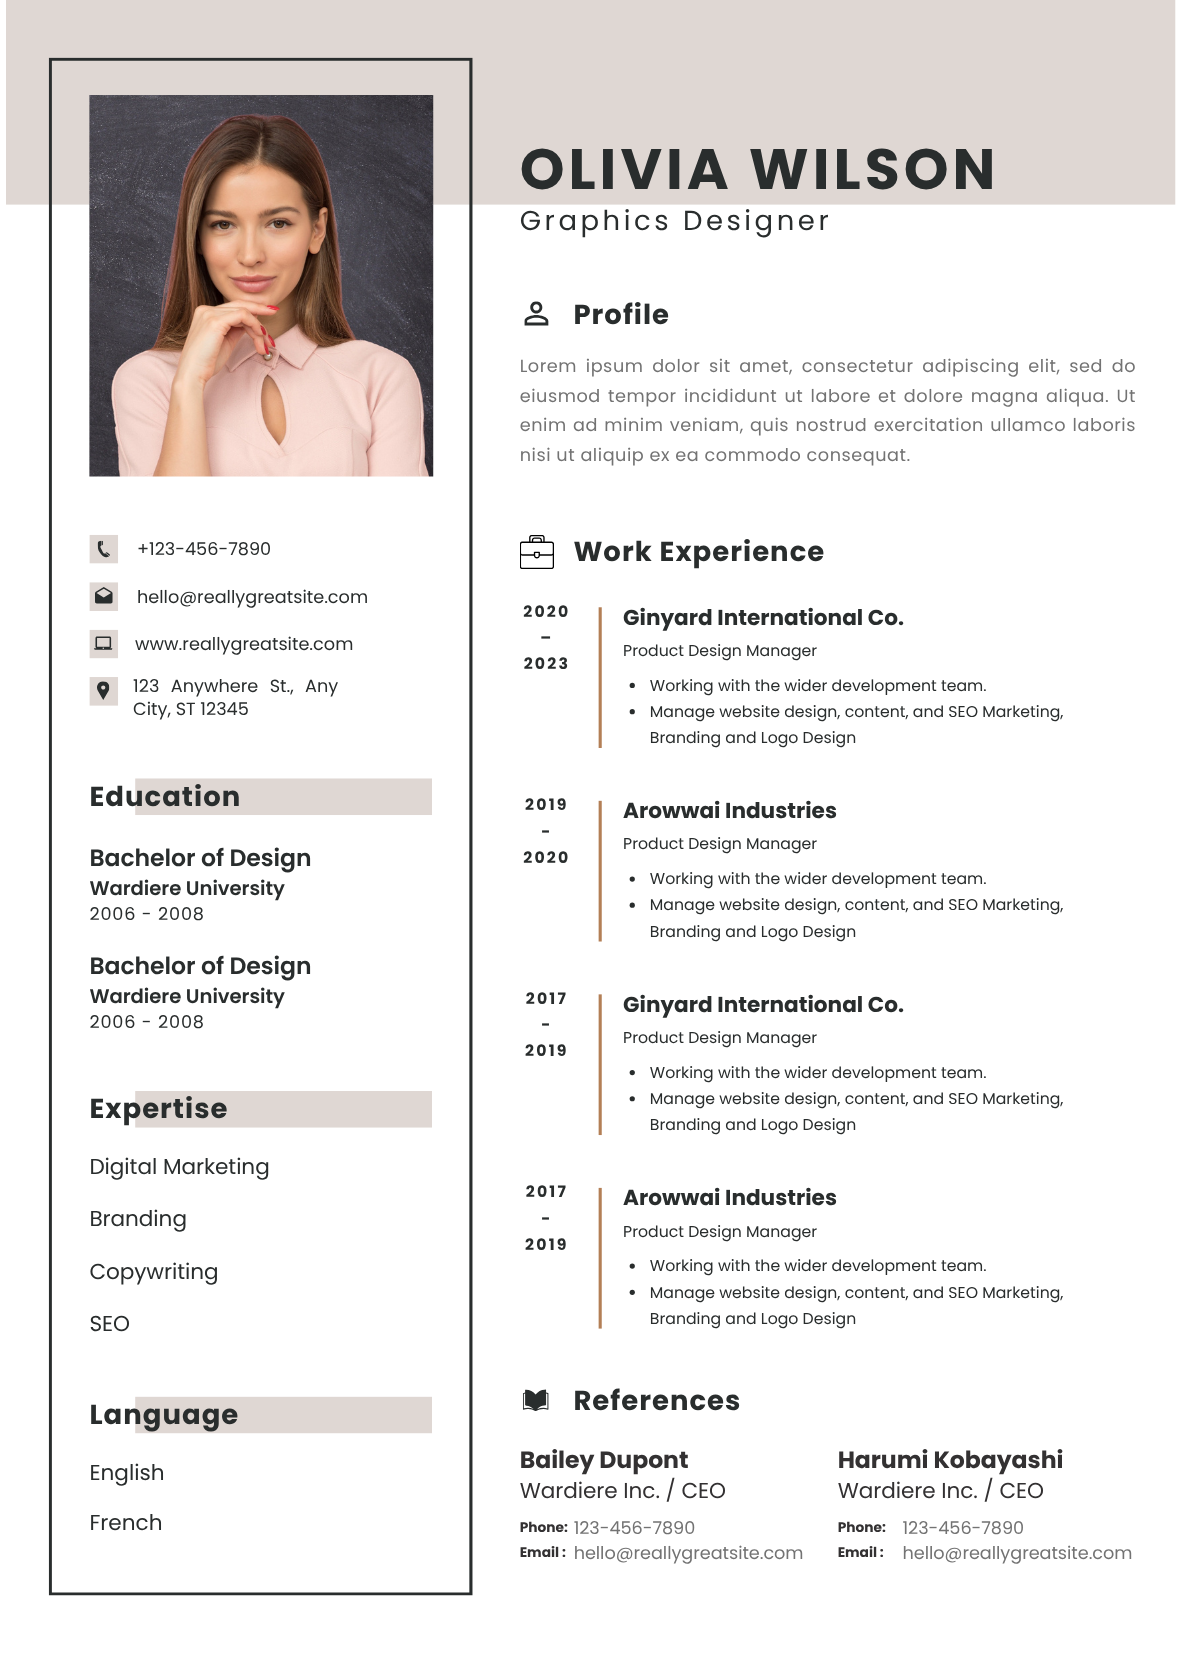 OLIVIA WILSON
Graphics Designer
+123-456-7890
hello@reallygreatsite.com
www.reallygreatsite.com
123 Anywhere St., Any
City, ST 12345
Education
Bachelor of Design
Wardiere University
2006 - 2008
Bachelor of Design
Wardiere University
2006 - 2008
Expertise
Digital Marketing
Branding
Copywriting
SEO
Language
English
French
Profile
Lorem ipsum dolor sit amet, consectetur adipiscing elit, sed do
eiusmod tempor incididunt ut labore et dolore magna aliqua. Ut
enim ad minim veniam, quis nostrud exercitation ullamco laboris
nisi ut aliquip ex ea commodo consequat.
Work Experience
2020
-
2023
Ginyard International Co.
Product Design Manager
• Working with the wider development team.
• Manage website design, content, and SEO Marketing,
Branding and Logo Design
2019
-
2020
Arowwai Industries
Product Design Manager
• Working with the wider development team.
• Manage website design, content, and SEO Marketing,
Branding and Logo Design
2017
-
2019
Ginyard International Co.
Product Design Manager
• Working with the wider development team.
• Manage website design, content, and SEO Marketing,
Branding and Logo Design
2017
-
2019
Arowwai Industries
Product Design Manager
• Working with the wider development team.
• Manage website design, content, and SEO Marketing,
Branding and Logo Design
References
Bailey Dupont
Wardiere Inc. / CEO
Phone: 123-456-7890
Email : hello@reallygreatsite.com
Harumi Kobayashi
Wardiere Inc. / CEO
Phone: 123-456-7890
Email : hello@reallygreatsite.com